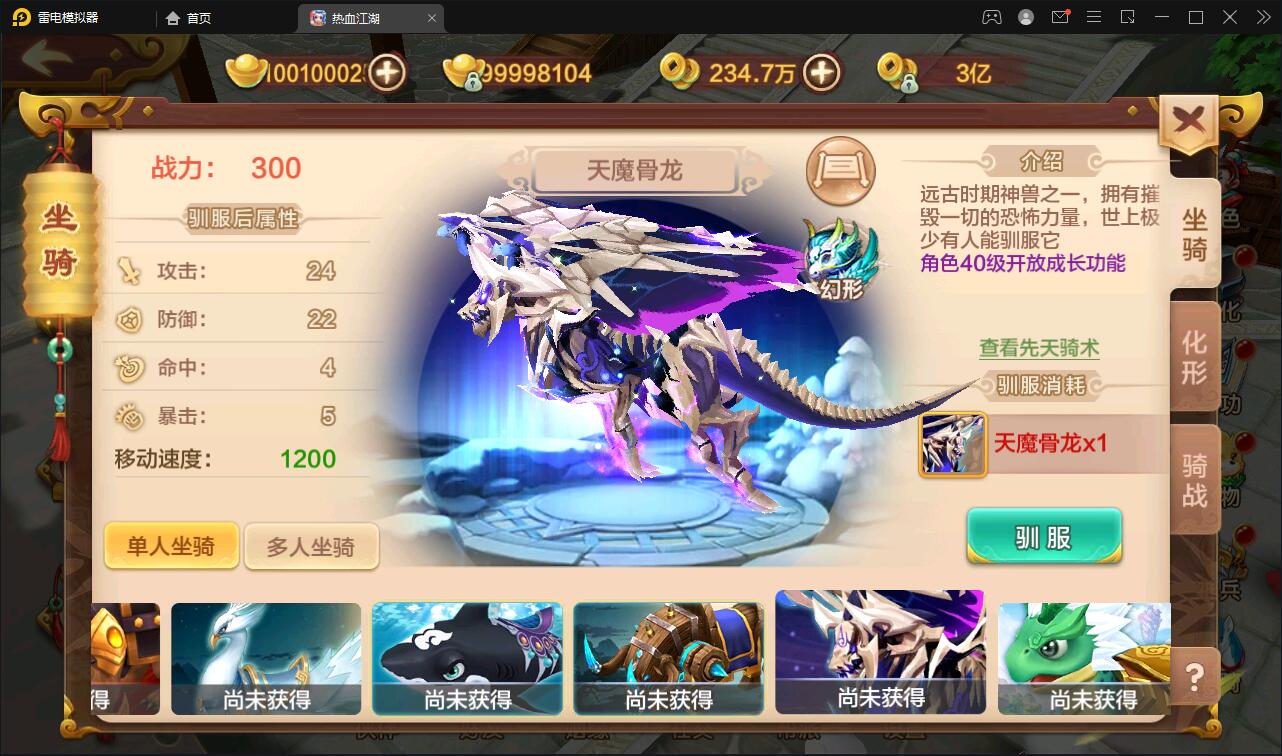 雷电模拟器
首页
热血江湖
10010002
99998104
234.7万
3亿
坐骑
战力： 300
驯服后属性
攻击： 24
防御： 22
命中： 4
暴击： 5
移动速度： 1200
单人坐骑
多人坐骑
天魔骨龙
幻形
介绍
远古时期神兽之一，拥有摧
毁一切的恐怖力量，世上极
少有人能驯服它
角色40级开放成长功能
查看先天骑术
驯服消耗
天魔骨龙x1
驯服
坐骑
化形
骑战
?
色
化
功
物
兵
得
尚未获得
尚未获得
尚未获得
尚未获得
尚未获得